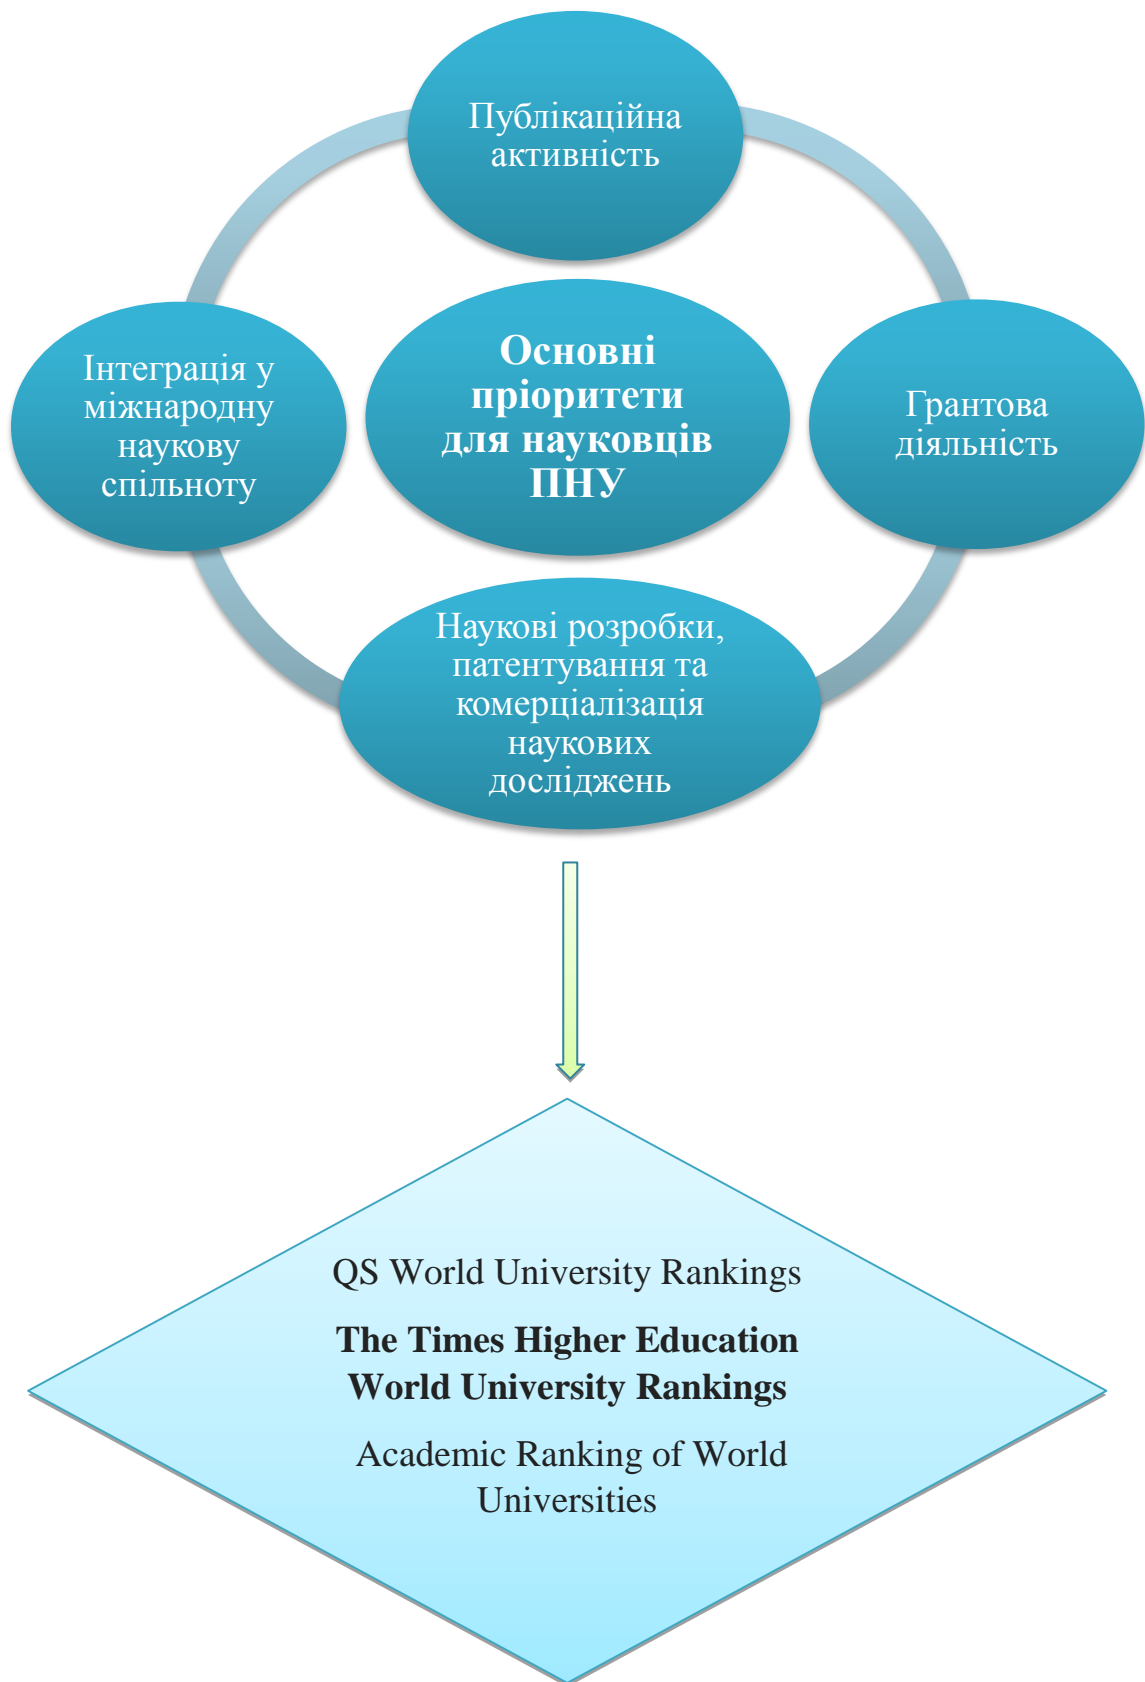 Публікаційна
активність
Основні
пріоритети
для науковців
ПНУ
Інтеграція у
міжнародну
наукову
спільноту
Грантова
діяльність
Наукові розробки,
патентування та
комерціалізація
наукових
досліджень
QS World University Rankings
The Times Higher Education
World University Rankings
Academic Ranking of World
Universities